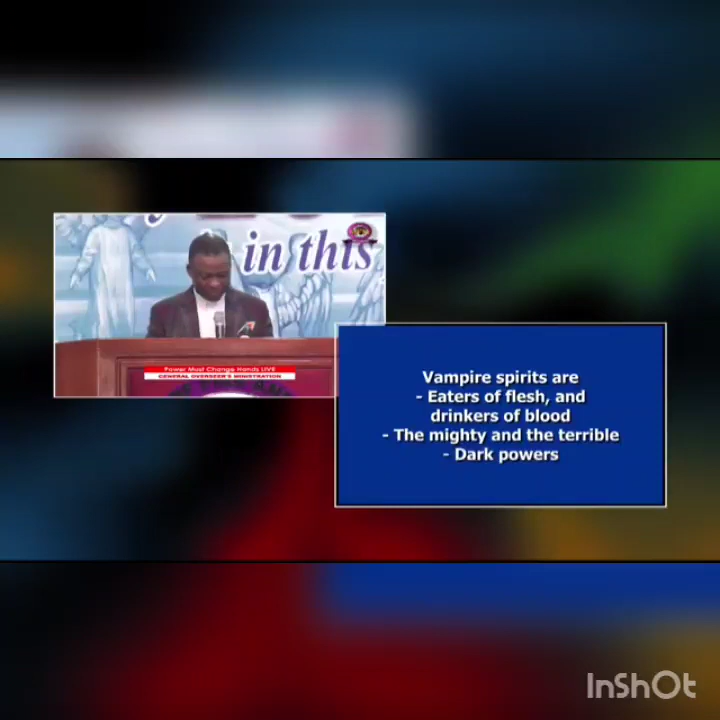 in this
Power Must Change Hands LIVE
GENERAL OVERSEER'S MINISTRATION
Vampire spirits are
- Eaters of flesh, and
drinkers of blood
- The mighty and the terrible
- Dark powers
InShOt